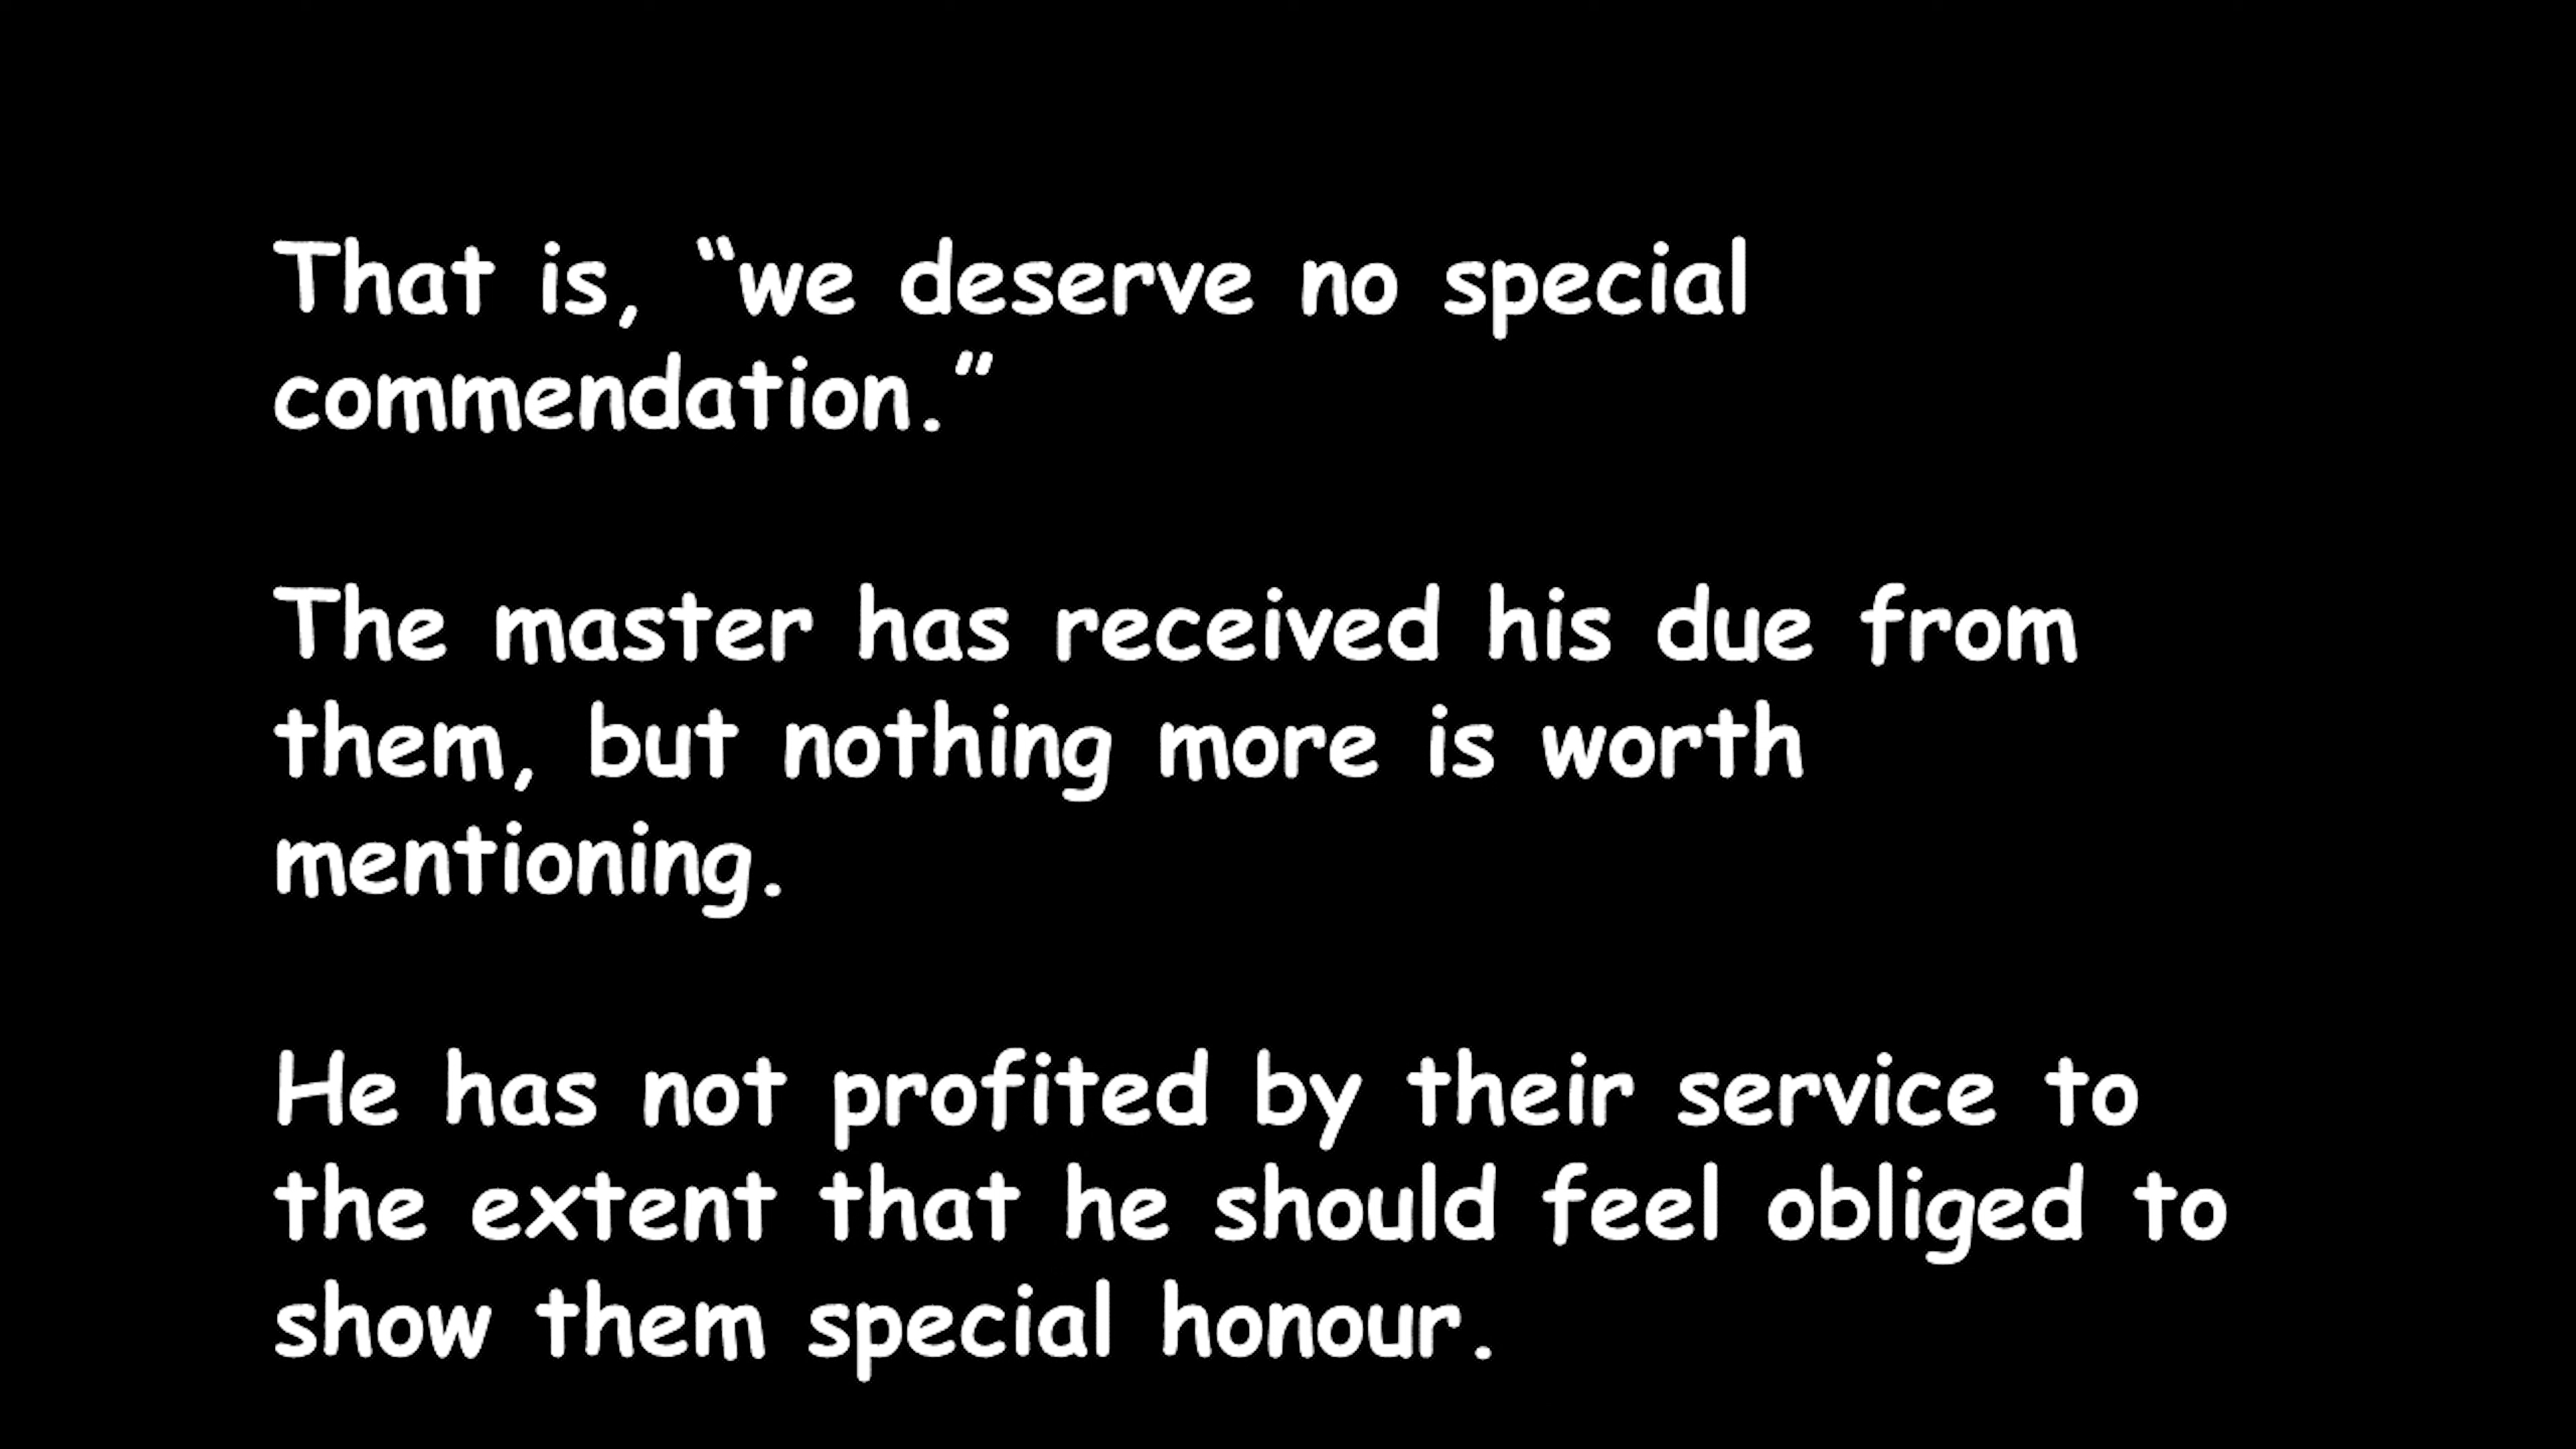 That is, “we deserve no special
commendation.”
The master has received his due from
them, but nothing more is worth
mentioning.
He has not profited by their service to
the extent that he should feel obliged to
show them special honour.